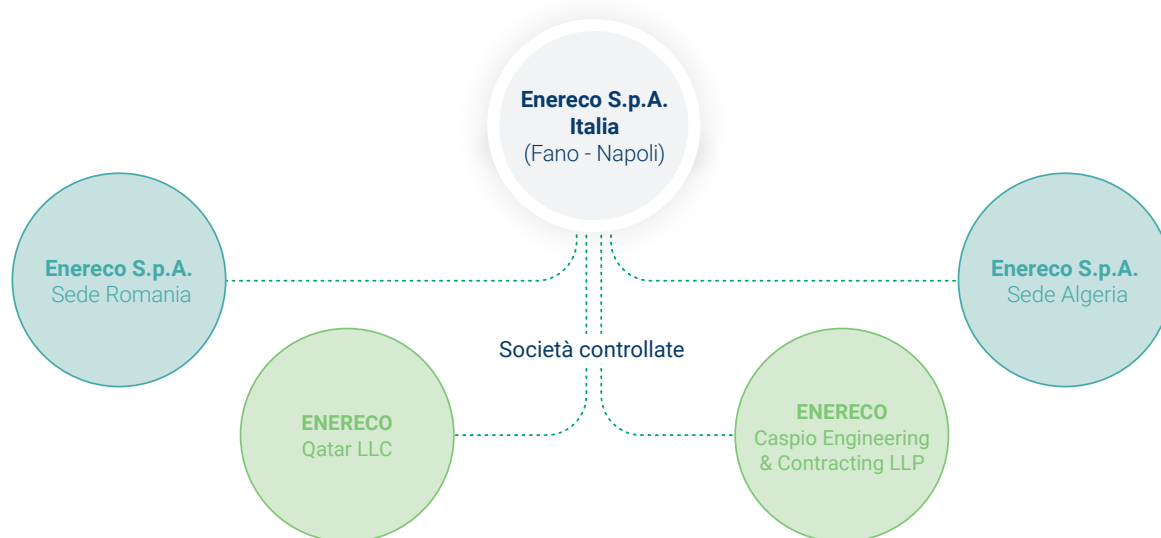 Enereco S.p.A.
Italia
(Fano - Napoli)
Enereco S.p.A.
Sede Romania
Enereco S.p.A.
Sede Algeria
Società controllate
ENERECO
Qatar LLC
ENERECO
Caspio Engineering
& Contracting LLP